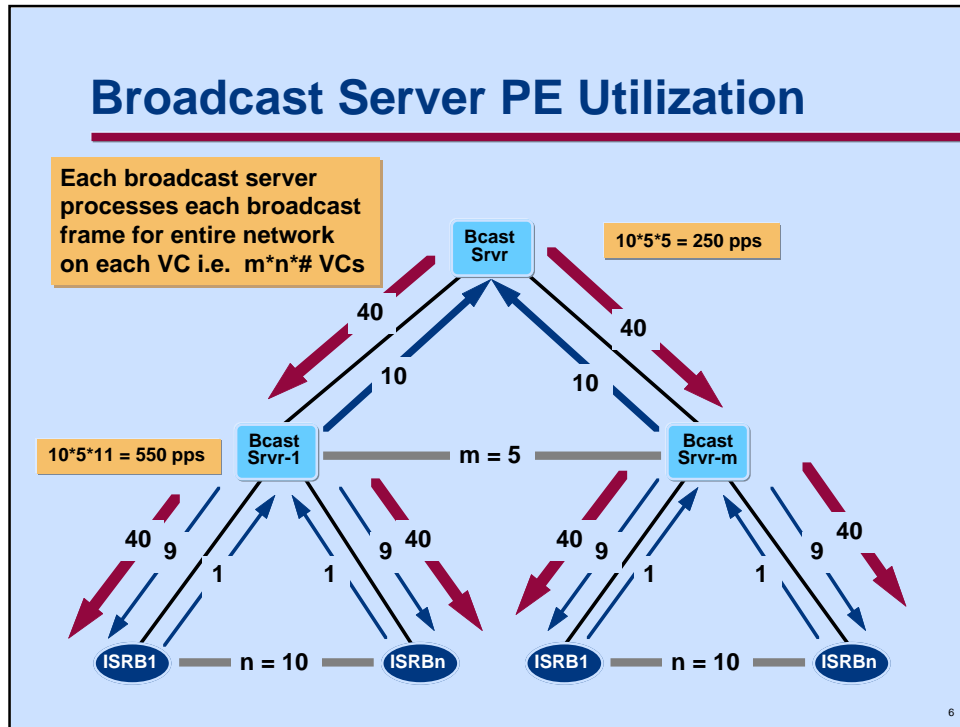 Broadcast Server PE Utilization
Each broadcast server
processes each broadcast
frame for entire network
on each VC i.e.  m*n*# VCs
Bcast
Srvr
10*5*5 = 250 pps
40
40
10
10
10*5*11 = 550 pps
Bcast
Srvr-1
m = 5
Bcast
Srvr-m
40
9
1
1
9
40
40
9
1
1
9
40
ISRB1
n = 10
ISRBn
ISRB1
n = 10
ISRBn
6